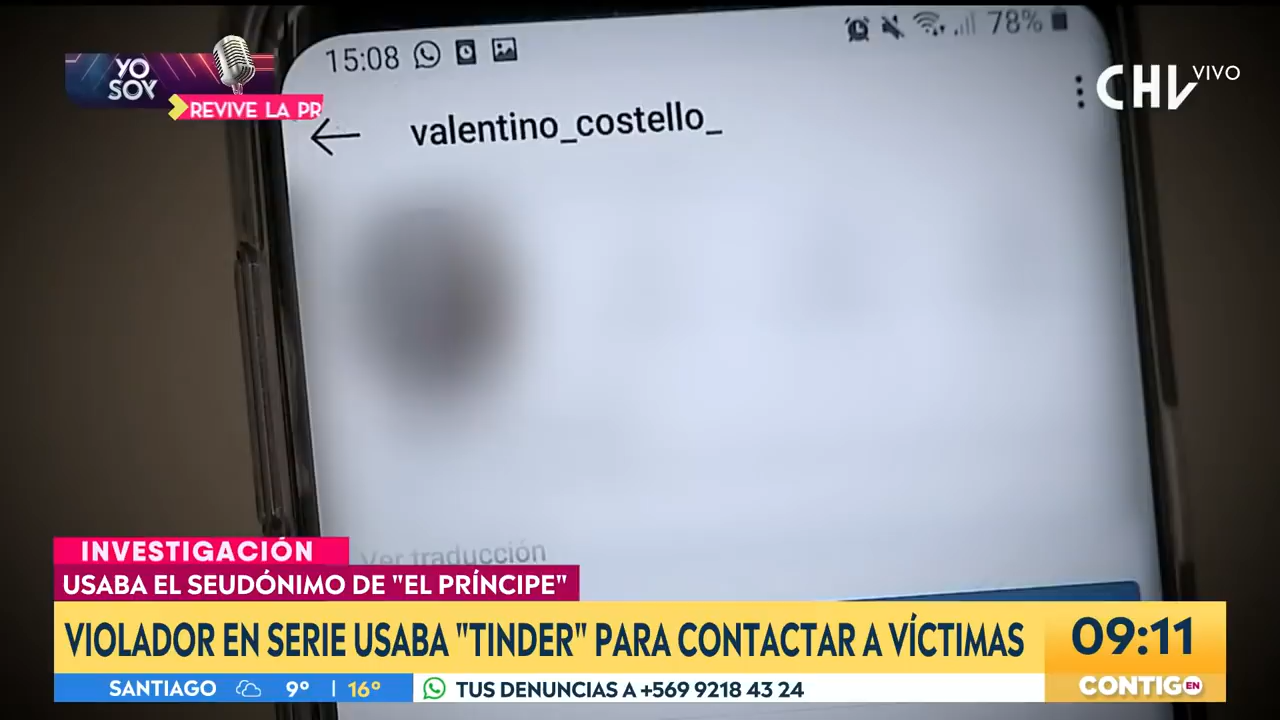 15:08
78%
YO
SOY
REVIVE LA PR
valentino_costello_
CHV VIVO
Ver traducción
INVESTIGACIÓN
USABA EL SEUDÓNIMO DE "EL PRÍNCIPE"
VIOLADOR EN SERIE USABA "TINDER" PARA CONTACTAR A VÍCTIMAS
09:11
SANTIAGO 9° | 16°
TUS DENUNCIAS A +569 9218 43 24
CONTIGO EN